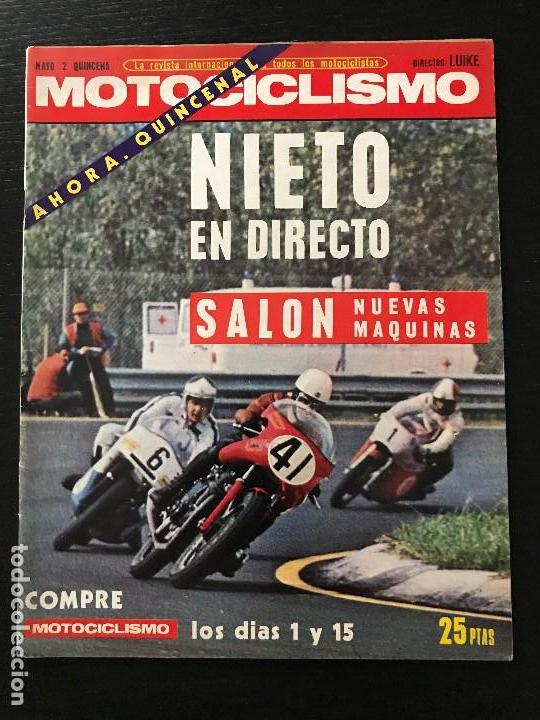 MAYO 2ª QUINCENA
La revista internacional todos los motociclistas
DIRECTOR: LUIKE
MOTOCICLISMO
AHORA. QUINCENAL
NIETO
EN DIRECTO
SALON NUEVAS
MAQUINAS
6
41
1
COMPRE
MOTOCICLISMO los dias 1 y 15
25 PTAS
todocoleccion.net